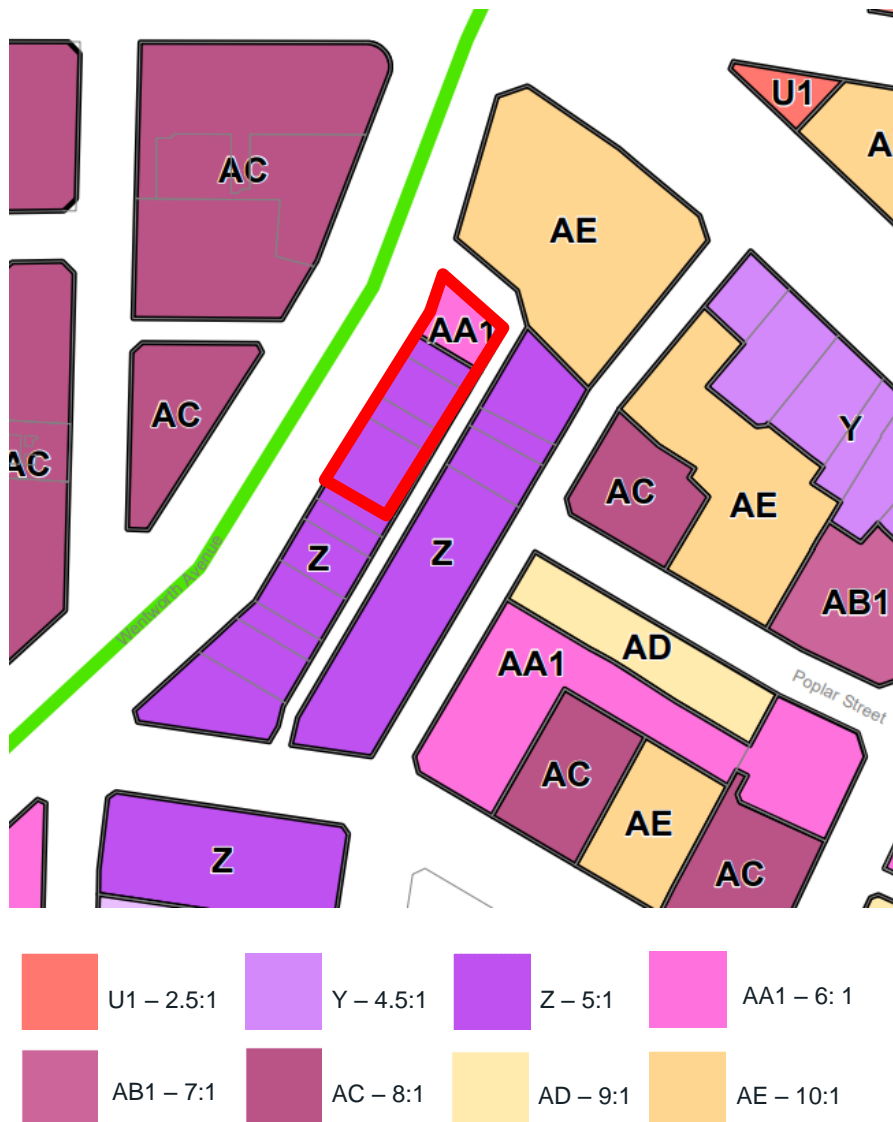 U1
A
AC
AE
AA1
AC
AC
Y
AC
AE
Z
Z
AB1
Wentworth Avenue
AD
AA1
Poplar Street
AC
AE
Z
AC
U1 – 2.5:1
Y – 4.5:1
Z – 5:1
AA1 – 6: 1
AB1 – 7:1
AC – 8:1
AD – 9:1
AE – 10:1